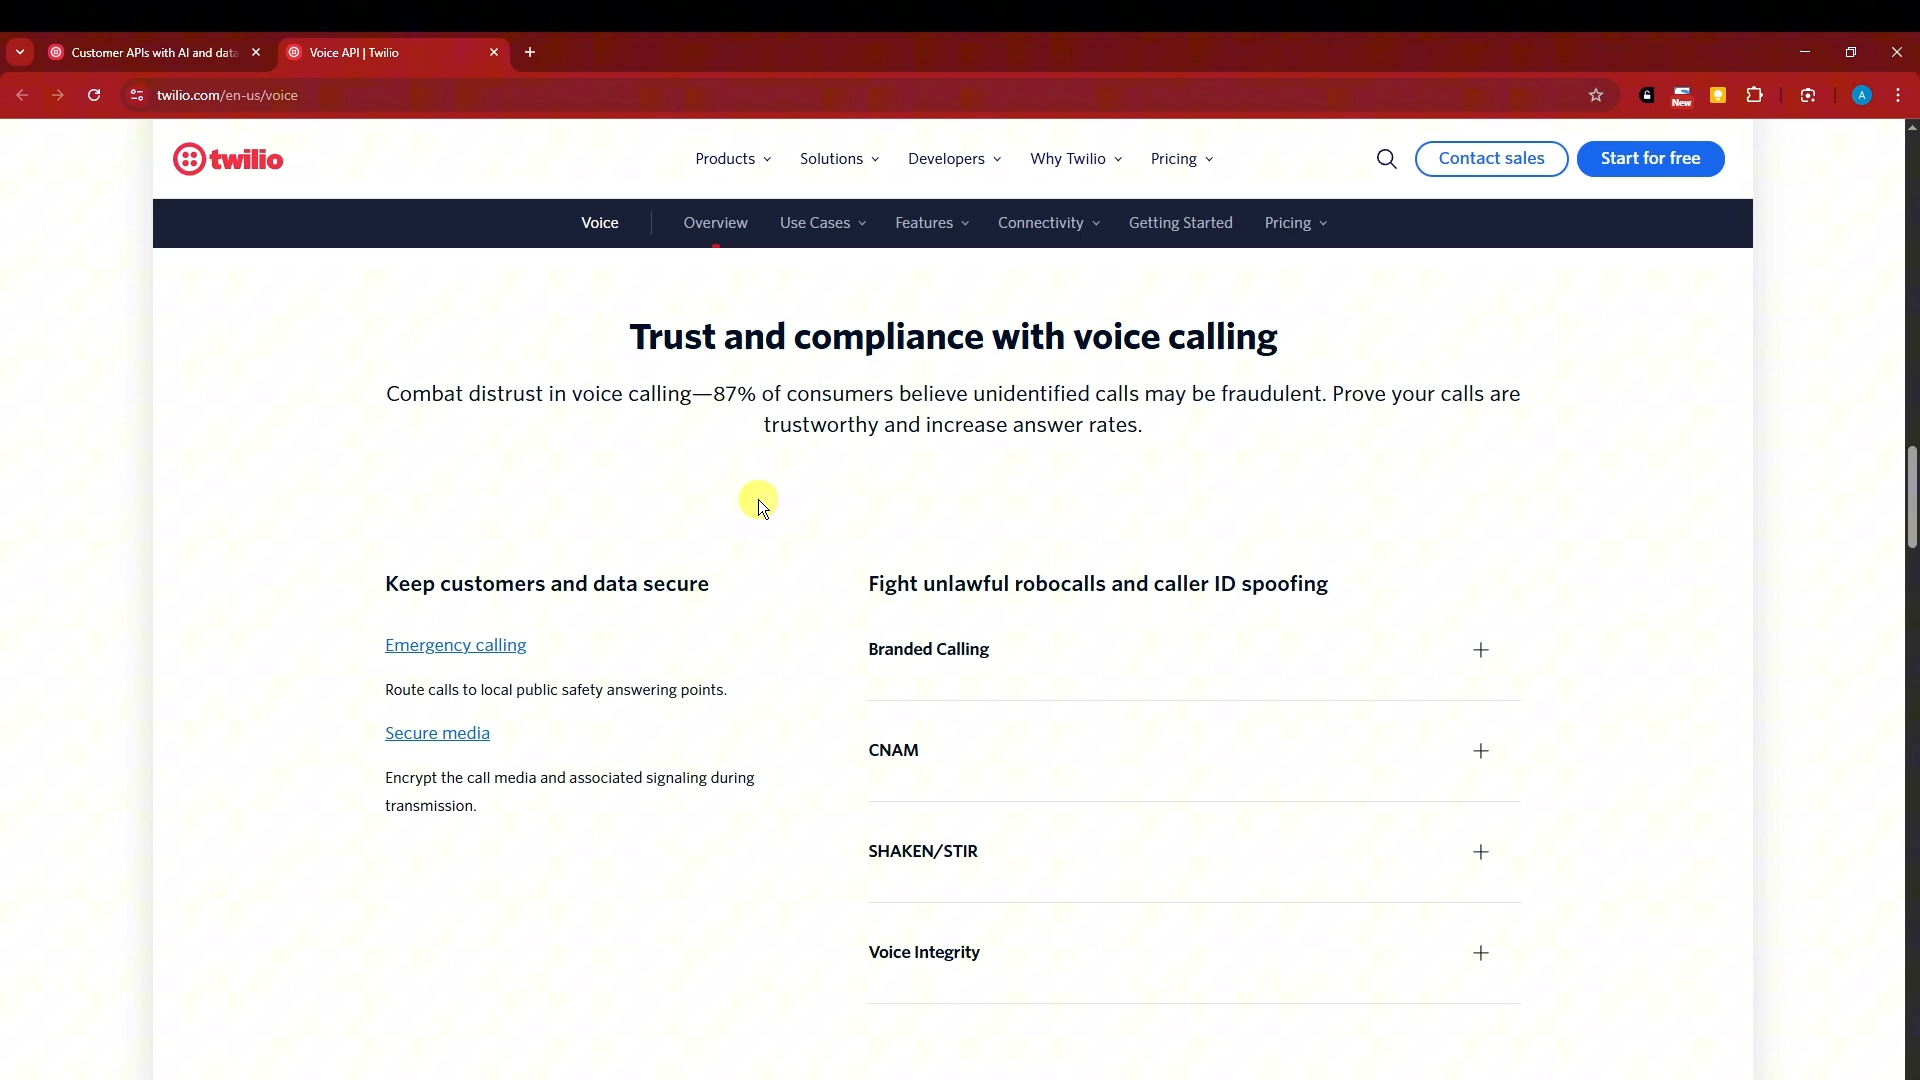 Customer APIs with AI and data
Voice API | Twilio
twilio.com/en-us/voice
New
A
twilio
Products
Solutions
Developers
Why Twilio
Pricing
Contact sales
Start for free
Voice
Overview
Use Cases
Features
Connectivity
Getting Started
Pricing
Trust and compliance with voice calling
Combat distrust in voice calling—87% of consumers believe unidentified calls may be fraudulent. Prove your calls are
trustworthy and increase answer rates.
Keep customers and data secure
Emergency calling
Route calls to local public safety answering points.
Secure media
Encrypt the call media and associated signaling during
transmission.
Fight unlawful robocalls and caller ID spoofing
Branded Calling
CNAM
SHAKEN/STIR
Voice Integrity